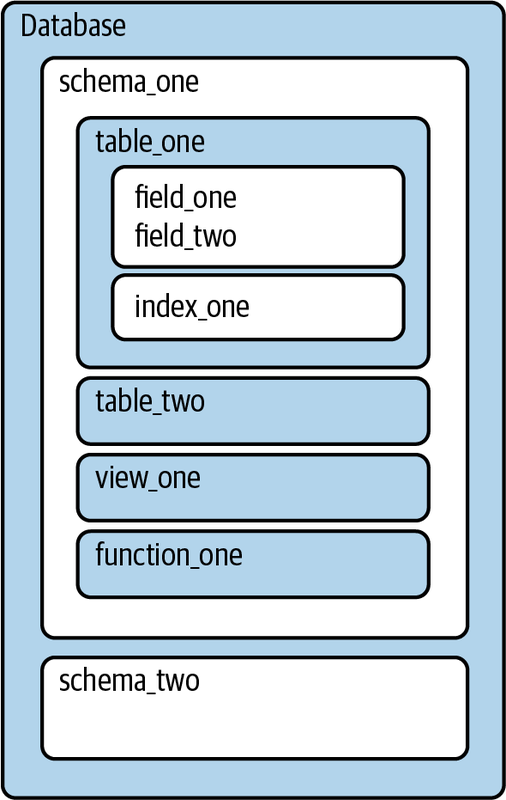 Database
schema_one
table_one
field_one
field_two
index_one
table_two
view_one
function_one
schema_two